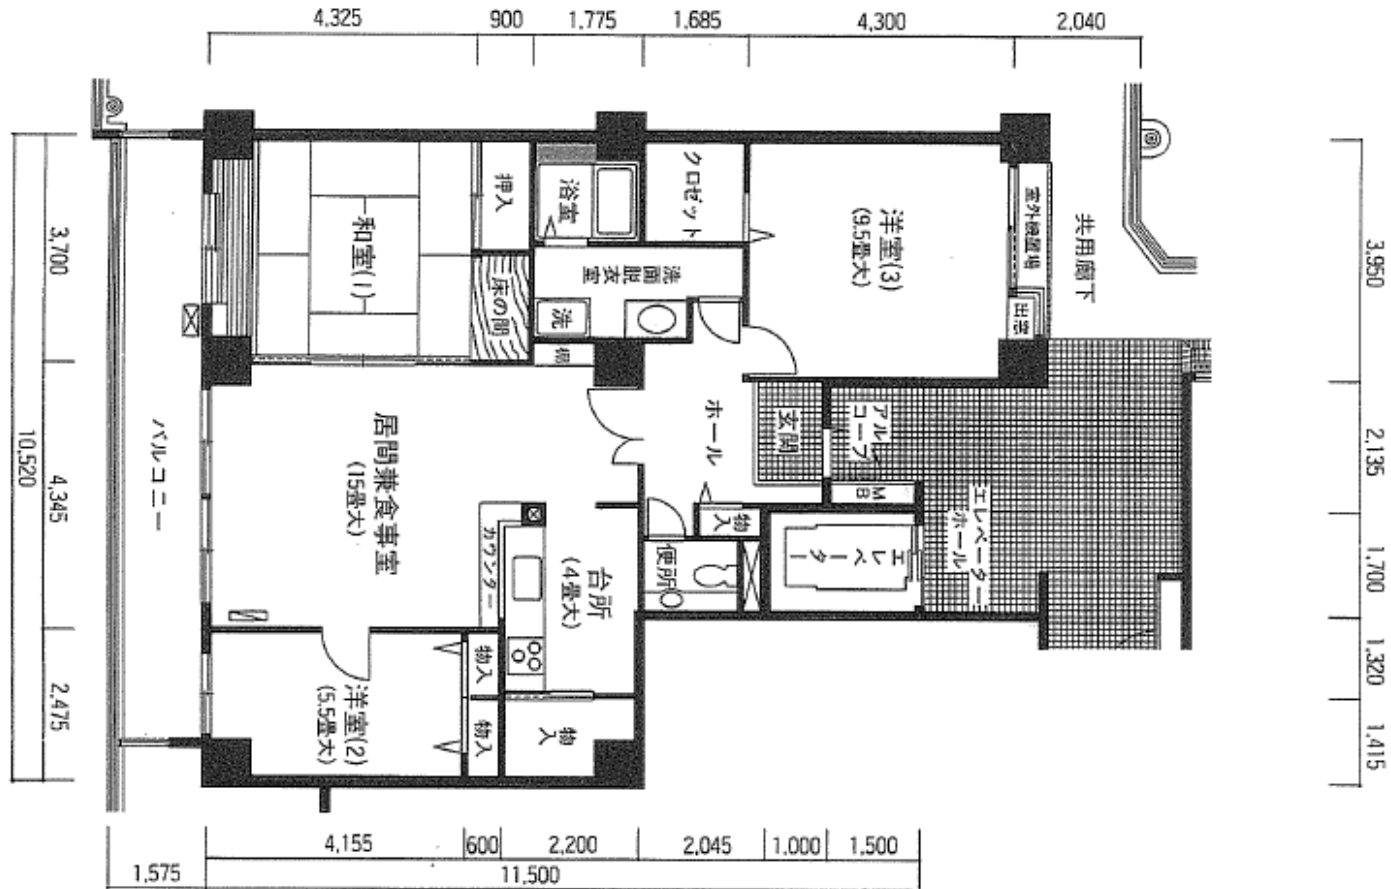 4,325
900
1,775
1,685
4,300
2,040
3,700
4,345
2,475
10,520
3,950
2,135
1,700
1,320
1,415
押入
浴室
クロゼット
洋室(3)
(9.5畳大)
室外機置場
出窓
共用廊下
和室(1)
床の間
洗面脱衣室
洗
棚
ホール
玄関
アルコーブ
MB
エレベーターホール
エレベーター
バルコニー
居間兼食事室
(15畳大)
カウンター
台所
(4畳大)
便所
物入
洋室(2)
(5.5畳大)
物入
物入
物入
4,155
600
2,200
2,045
1,000
1,500
1,575
11,500